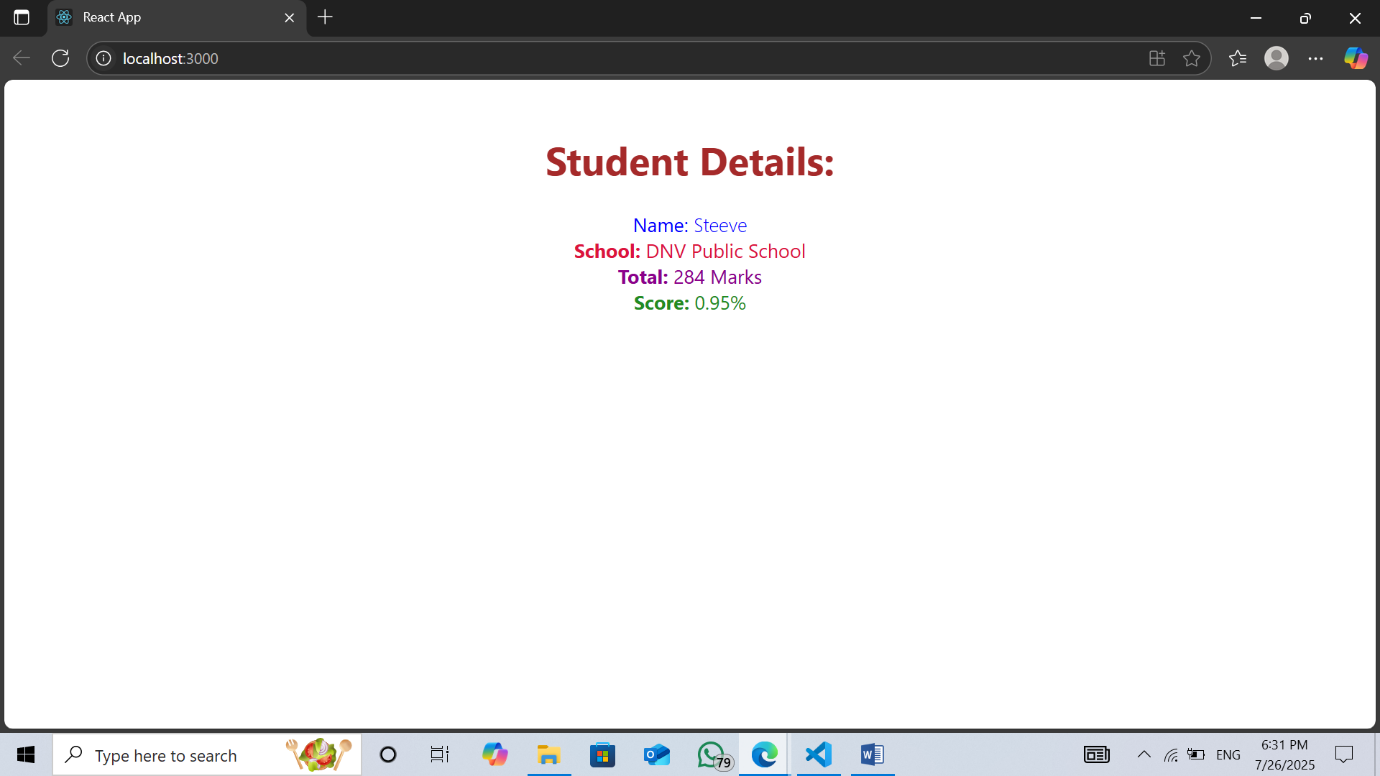 React App
localhost:3000
Student Details:
Name: Steeve
School: DNV Public School
Total: 284 Marks
Score: 0.95%
Type here to search
79
ENG
6:31 PM
7/26/2025